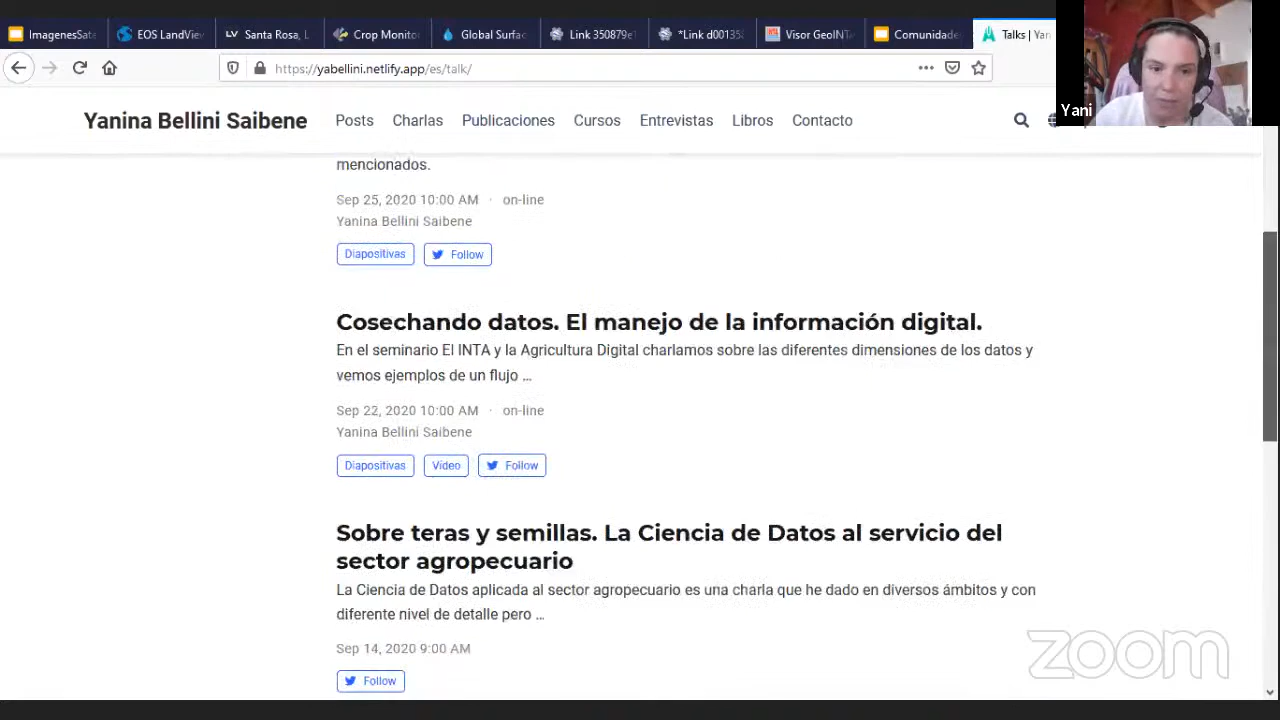 ImagenesSate
EOS LandView
Santa Rosa, L
Crop Monito
Global Surfac
Link 350879e1
*Link d00135
Visor GeoINTA
Comunidade
Talks | Yan
https://yabellini.netlify.app/es/talk/
Yani
Yanina Bellini Saibene
Posts
Charlas
Publicaciones
Cursos
Entrevistas
Libros
Contacto
mencionados.
Sep 25, 2020 10:00 AM · on-line
Yanina Bellini Saibene
Diapositivas
Follow
Cosechando datos. El manejo de la información digital.
En el seminario El INTA y la Agricultura Digital charlamos sobre las diferentes dimensiones de los datos y
vemos ejemplos de un flujo …
Sep 22, 2020 10:00 AM · on-line
Yanina Bellini Saibene
Diapositivas
Vídeo
Follow
Sobre teras y semillas. La Ciencia de Datos al servicio del
sector agropecuario
La Ciencia de Datos aplicada al sector agropecuario es una charla que he dado en diversos ámbitos y con
diferente nivel de detalle pero …
Sep 14, 2020 9:00 AM
Follow
zoom